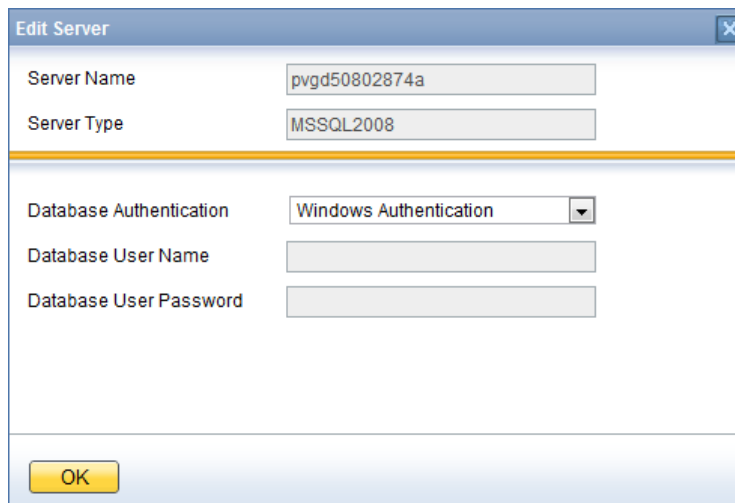 Edit Server
Server Name pvgd50802874a
Server Type MSSQL2008
Database Authentication Windows Authentication
Database User Name
Database User Password
OK